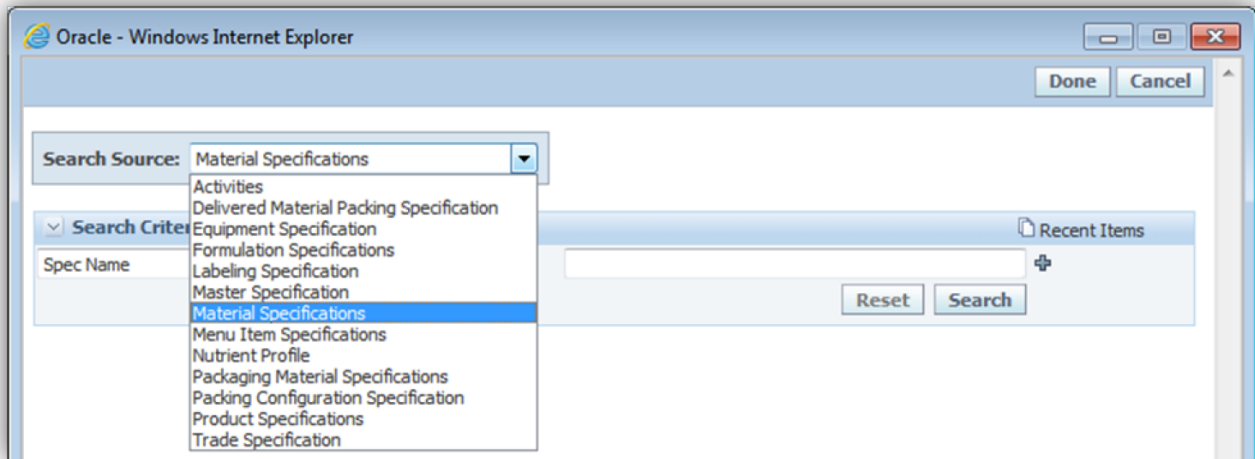 Oracle - Windows Internet Explorer
Done Cancel
Search Source: Material Specifications
Activities
Delivered Material Packing Specification
Equipment Specification
Formulation Specifications
Labeling Specification
Master Specification
Material Specifications
Menu Item Specifications
Nutrient Profile
Packaging Material Specifications
Packing Configuration Specification
Product Specifications
Trade Specification
Search Criter
Recent Items
Spec Name
Reset Search